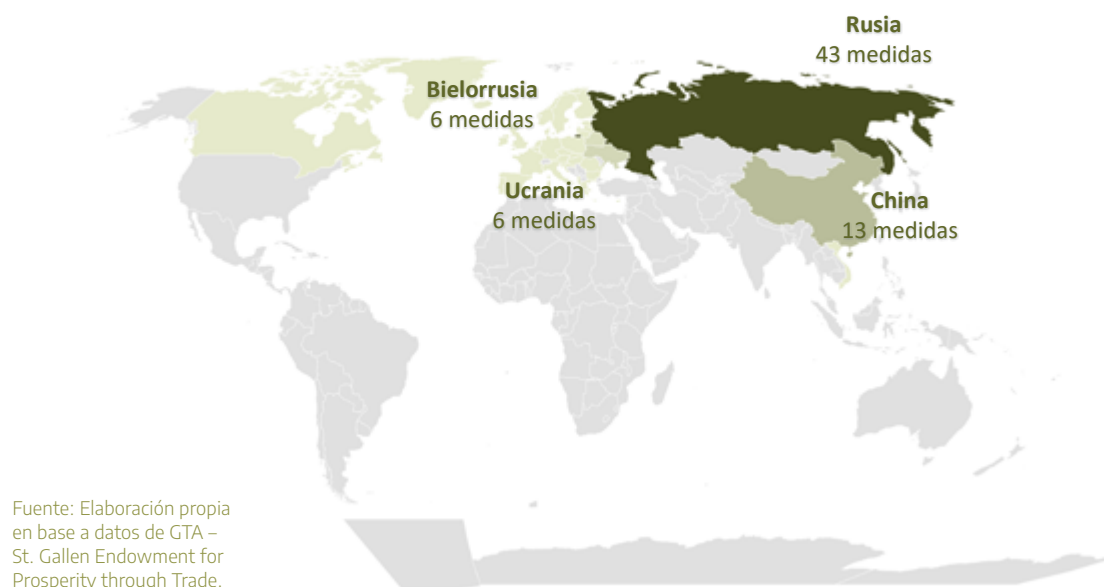 Rusia
43 medidas
Bielorrusia
6 medidas
Ucrania
6 medidas
China
13 medidas
Fuente: Elaboración propia
en base a datos de GTA –
St. Gallen Endowment for
Prosperity through Trade.